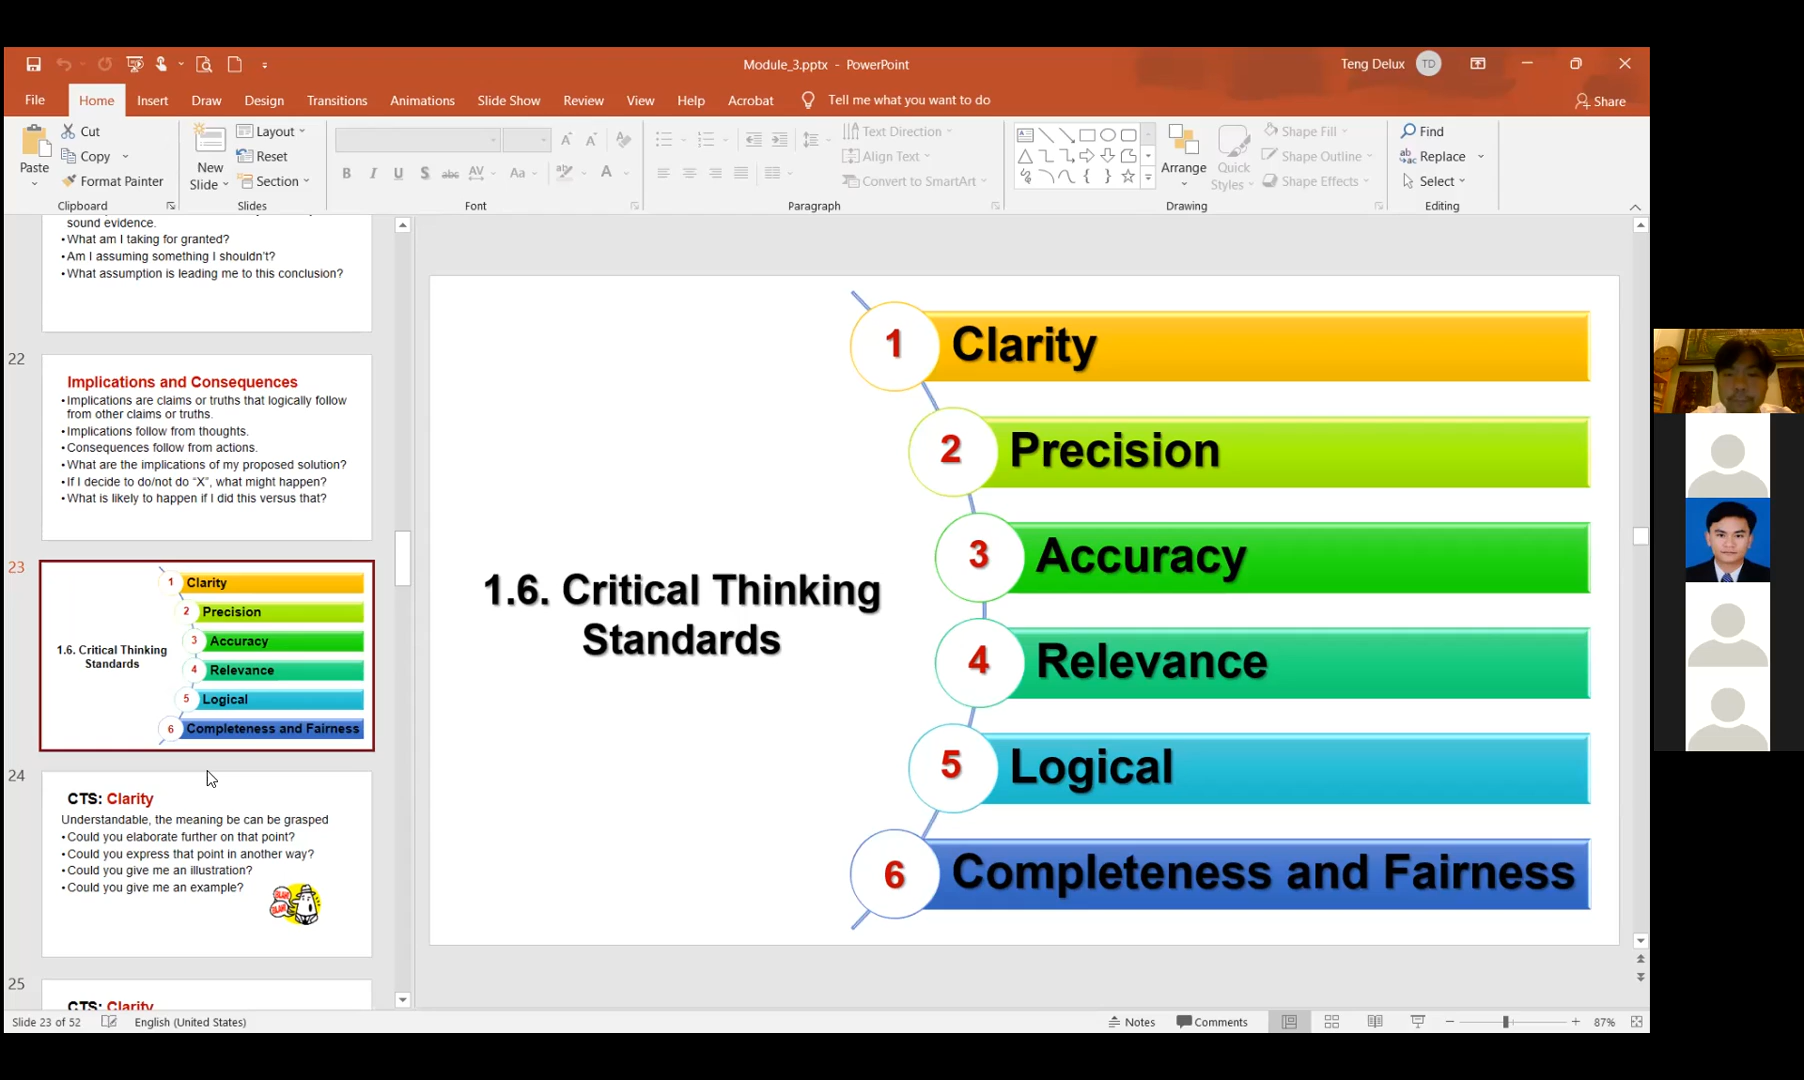 Module_3.pptx - PowerPoint
Teng Delux TD
File Home Insert Draw Design Transitions Animations Slide Show Review View Help Acrobat Tell me what you want to do Share
Paste
Cut
Copy
Format Painter
Clipboard
New Slide
Layout
Reset
Section
Slides
B I U S abc AV Aa A
Font
Text Direction
Align Text
Convert to SmartArt
Paragraph
Arrange
Quick Styles
Shape Fill
Shape Outline
Shape Effects
Drawing
Find
Replace
Select
Editing
sound evidence.
•What am I taking for granted?
•Am I assuming something I shouldn't?
•What assumption is leading me to this conclusion?
22
Implications and Consequences
•Implications are claims or truths that logically follow
from other claims or truths.
•Implications follow from thoughts.
•Consequences follow from actions.
•What are the implications of my proposed solution?
•If I decide to do/not do “X”, what might happen?
•What is likely to happen if I did this versus that?
23
1.6. Critical Thinking
Standards
1 Clarity
2 Precision
3 Accuracy
4 Relevance
5 Logical
6 Completeness and Fairness
24
CTS: Clarity
Understandable, the meaning be can be grasped
•Could you elaborate further on that point?
•Could you express that point in another way?
•Could you give me an illustration?
•Could you give me an example?
25
CTS: Clarity
1.6. Critical Thinking
Standards
1 Clarity
2 Precision
3 Accuracy
4 Relevance
5 Logical
6 Completeness and Fairness
Slide 23 of 52 English (United States) Notes Comments 87%